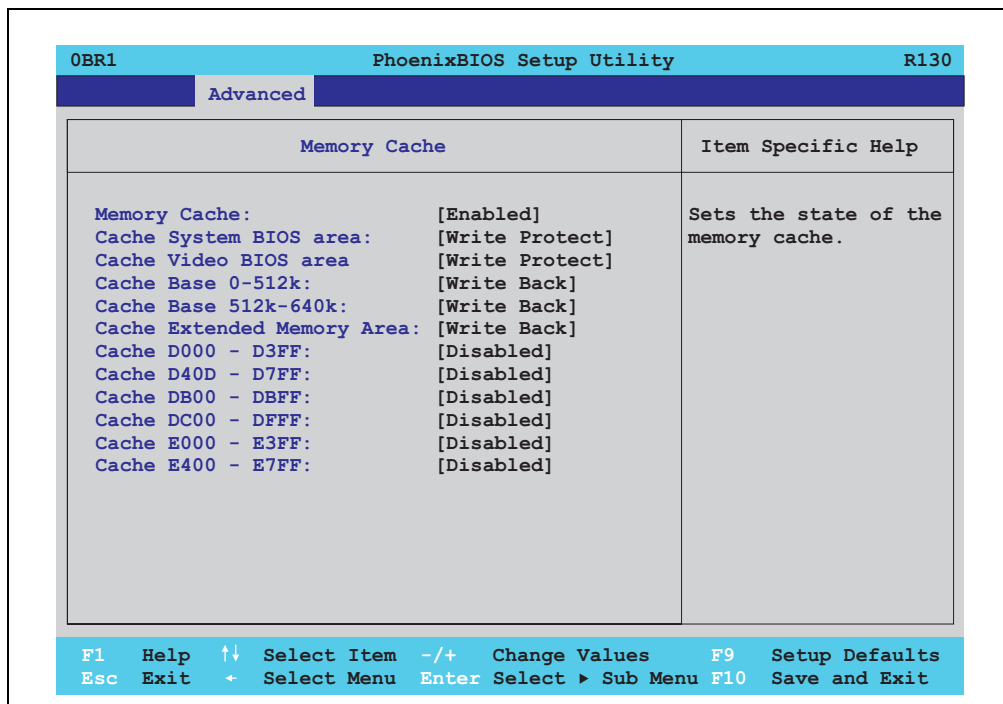 0BR1 PhoenixBIOS Setup Utility R130
Advanced
Memory Cache
Item Specific Help
Memory Cache: [Enabled]
Cache System BIOS area: [Write Protect]
Cache Video BIOS area [Write Protect]
Cache Base 0-512k: [Write Back]
Cache Base 512k-640k: [Write Back]
Cache Extended Memory Area: [Write Back]
Cache D000 - D3FF: [Disabled]
Cache D40D - D7FF: [Disabled]
Cache DB00 - DBFF: [Disabled]
Cache DC00 - DFFF: [Disabled]
Cache E000 - E3FF: [Disabled]
Cache E400 - E7FF: [Disabled]
Sets the state of the
memory cache.
F1 Help ↑↓ Select Item -/+ Change Values F9 Setup Defaults
Esc Exit ← Select Menu Enter Select ▶ Sub Menu F10 Save and Exit